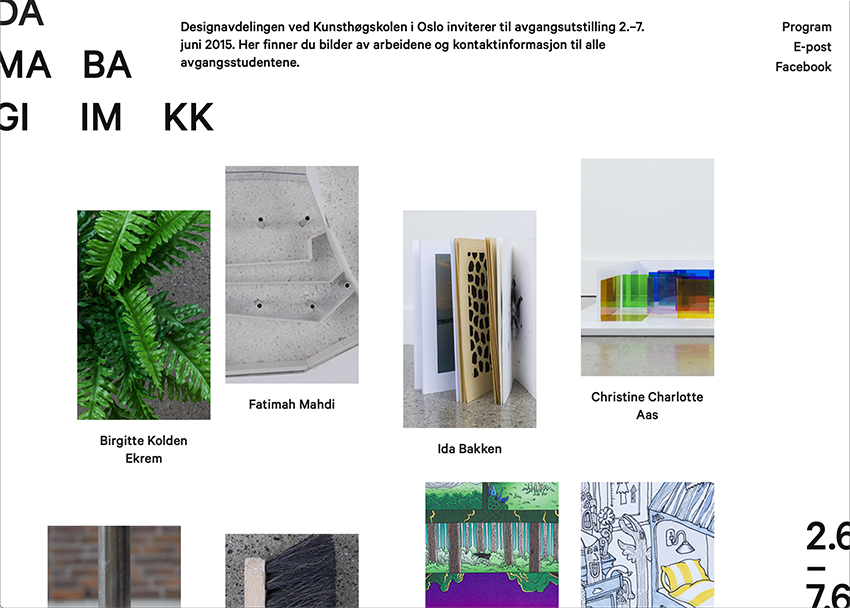 DA
MA BA
GI IM KK
Designavdelingen ved Kunsthøgskolen i Oslo inviterer til avgangsutstilling 2.–7.
juni 2015. Her finner du bilder av arbeidene og kontaktinformasjon til alle
avgangsstudentene.
Program
E-post
Facebook
Birgitte Kolden
Ekrem
Fatimah Mahdi
Ida Bakken
Christine Charlotte
Aas
2.6
–
7.6